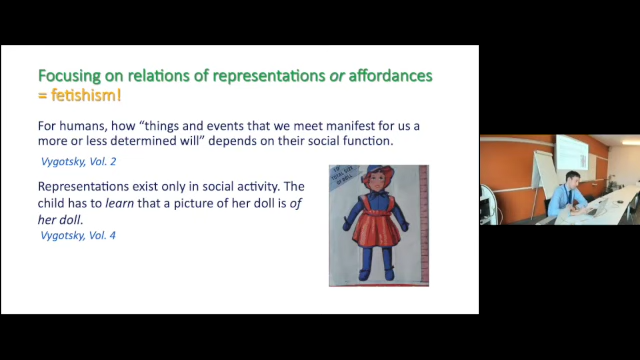 Focusing on relations of representations or affordances
= fetishism!
For humans, how “things and events that we meet manifest for us a
more or less determined will” depends on their social function.
Vygotsky, Vol. 2
Representations exist only in social activity. The
child has to learn that a picture of her doll is of
her doll.
Vygotsky, Vol. 4